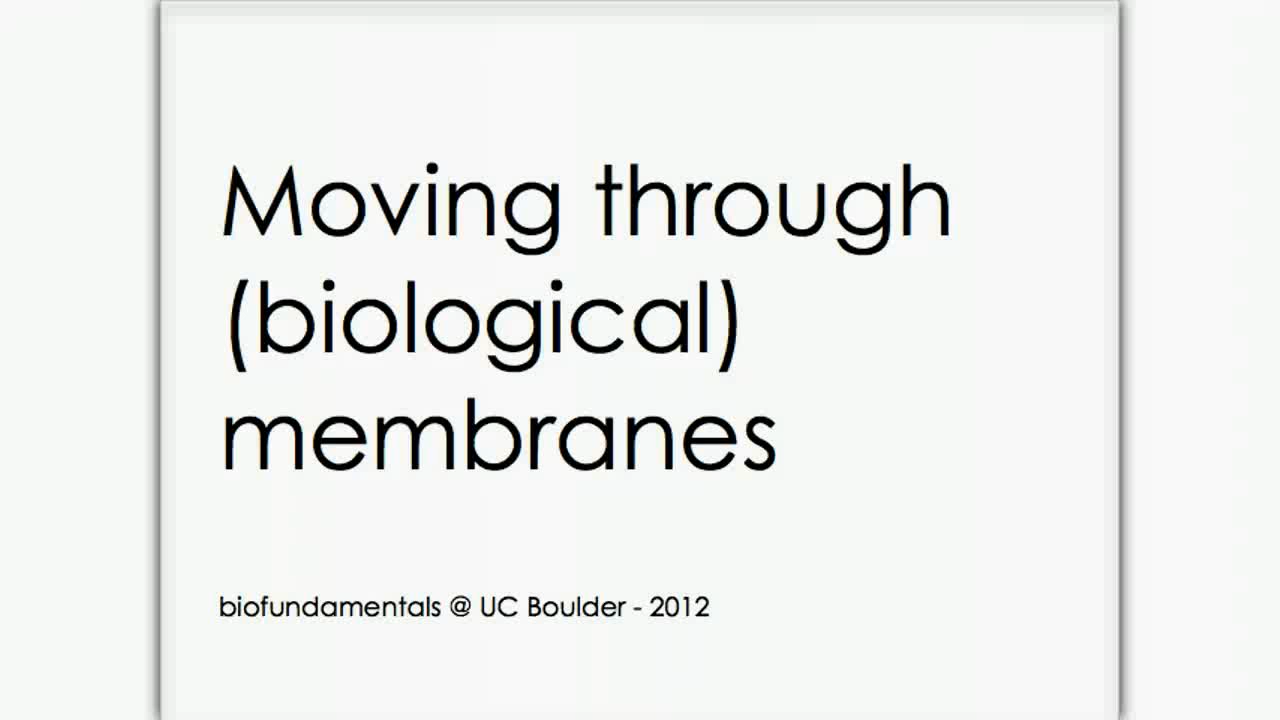 Moving through
(biological)
membranes
biofundamentals @ UC Boulder - 2012